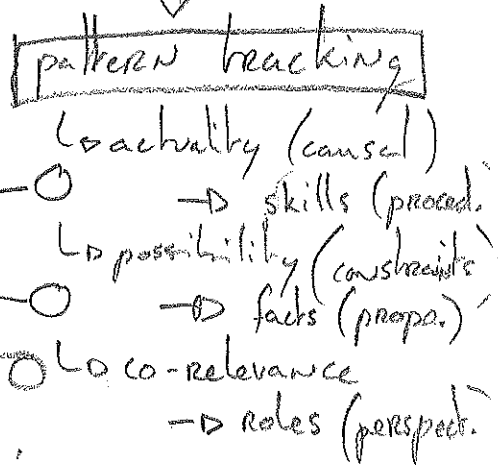 pattern tracking
↳ actuality (causal)
→ skills (proced.
↳ possibility (constraints
→ facts (propo.)
↳ co-relevance
→ roles (perspect.